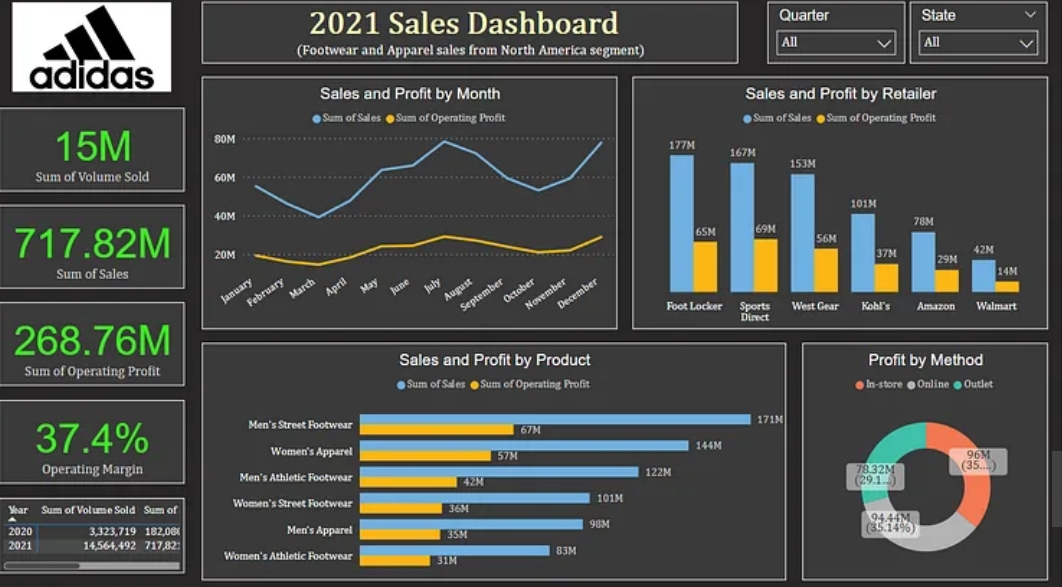 adidas
2021 Sales Dashboard
(Footwear and Apparel sales from North America segment)
Quarter
All
State
All
15M
Sum of Volume Sold
717.82M
Sum of Sales
268.76M
Sum of Operating Profit
37.4%
Operating Margin
Year Sum of Volume Sold Sum of
2020 3,323,719 182,080
2021 14,564,492 717,821
Sales and Profit by Month
Sum of Sales Sum of Operating Profit
80M
60M
40M
20M
January February March April May June July August September October November December
Sales and Profit by Retailer
Sum of Sales Sum of Operating Profit
177M 65M 167M 69M 153M 56M 101M 37M 78M 29M 42M 14M
Foot Locker Sports Direct West Gear Kohl's Amazon Walmart
Sales and Profit by Product
Sum of Sales Sum of Operating Profit
Men's Street Footwear 171M
67M
Women's Apparel 144M
57M
Men's Athletic Footwear 122M
42M
Women's Street Footwear 101M
36M
Men's Apparel 98M
35M
Women's Athletic Footwear 83M
31M
Profit by Method
In-store Online Outlet
96M
(35....)
78.32M
(29.1...)
94.44M
(35.14%)